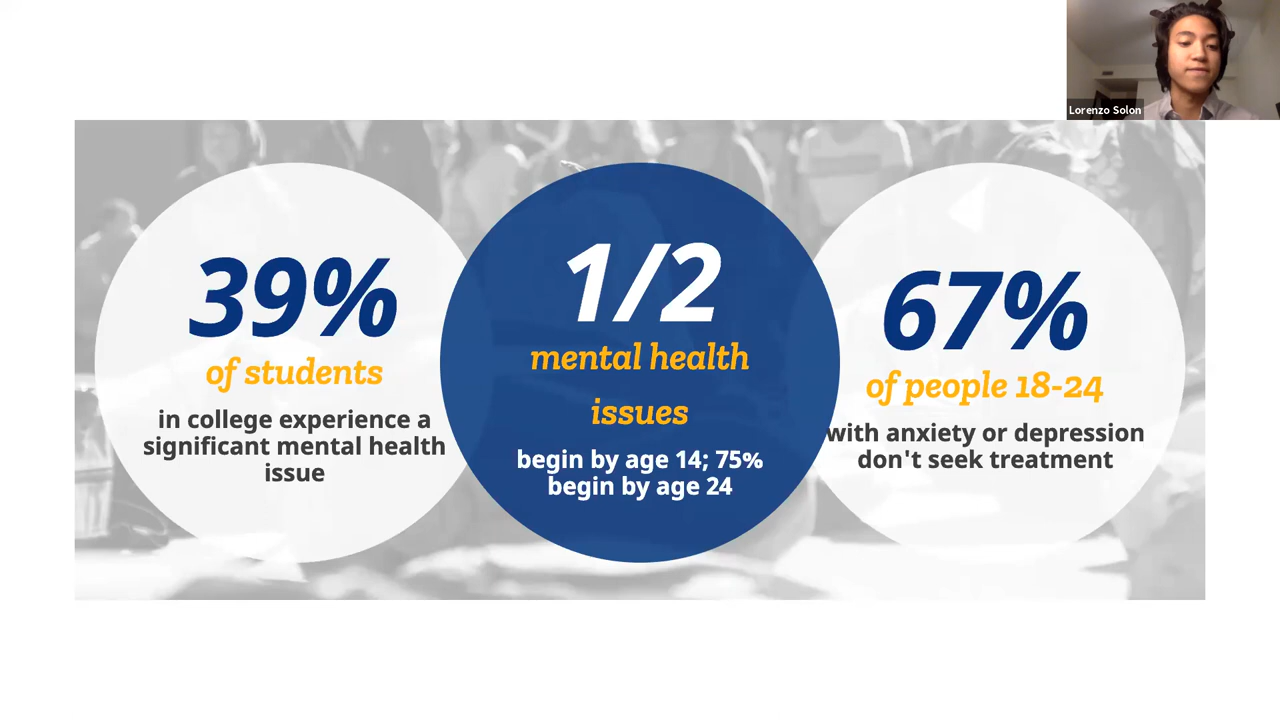 Lorenzo Solon
39%
of students
in college experience a
significant mental health
issue
1/2
mental health
issues
begin by age 14; 75%
begin by age 24
67%
of people 18-24
with anxiety or depression
don't seek treatment